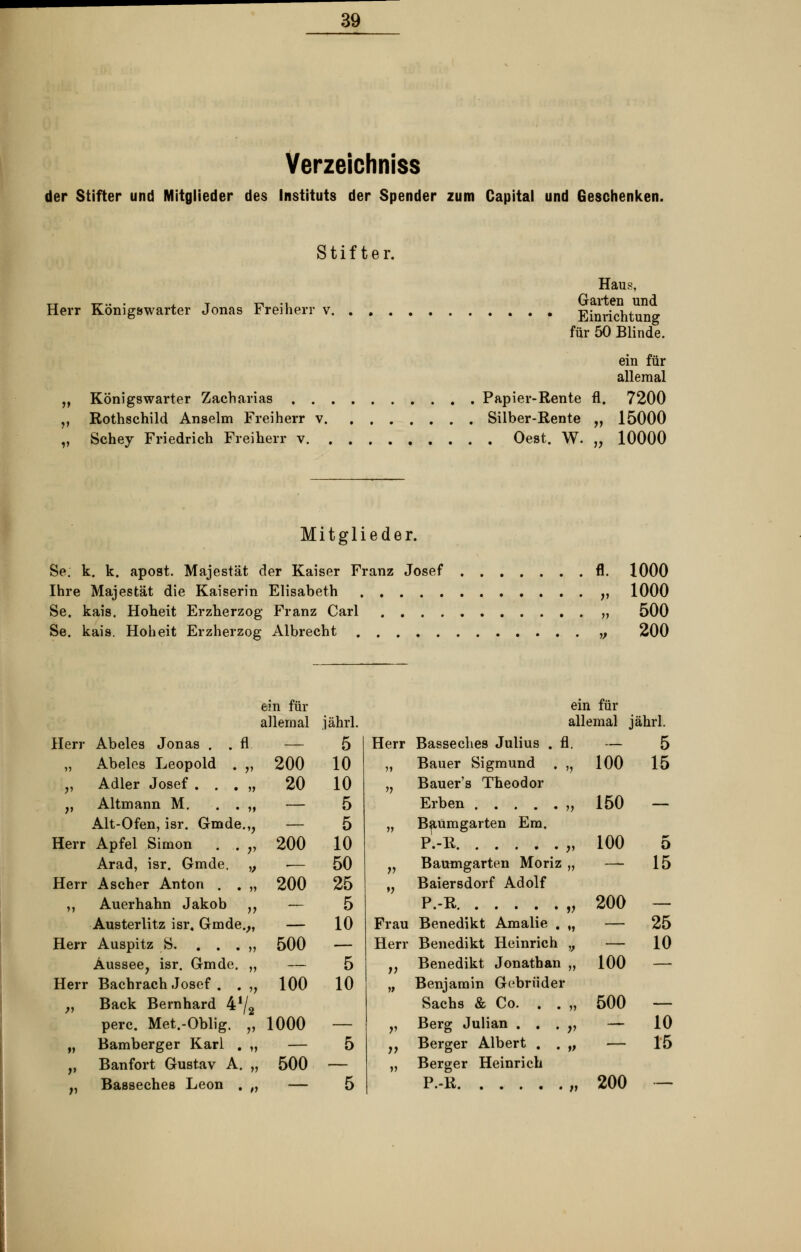 39
Verzeichniss
der Stifter und Mitglieder des Instituts der Spender zum Capital und Geschenken.
Stifter.
Herr Königswarter Jonas Freiherr v. . . . . . . . . . . . Haus, Garten und Einrichtung für 50 Blinde.
ein für allemal
„ Königswarter Zacharias . . . . . . . . . . Papier-Rente fl. 7200
„ Rothschild Anselm Freiherr v. . . . . . . . Silber-Rente „ 15000
„ Schey Friedrich Freiherr v. . . . . . . . . . . Oest. W. „ 10000
Mitglieder.
Se. k. k. apost. Majestät der Kaiser Franz Josef . . . . . . . fl. 1000
Ihre Majestät die Kaiserin Elisabeth . . . . . . . . . . . . . „ 1000
Se. kais. Hoheit Erzherzog Franz Carl . . . . . . . . . . . . „ 500
Se. kais. Hoheit Erzherzog Albrecht . . . . . . . . . . . . . „ 200
ein für
allemal jährl.
Herr Abeles Jonas . . fl — 5
„ Abeles Leopold . „ 200 10
„ Adler Josef . . . „ 20 10
„ Altmann M. . . „ — 5
Alt-Ofen, isr. Gmde.„ — 5
Herr Apfel Simon . . „ 200 10
Arad, isr. Gmde. „ — 50
Herr Ascher Anton . . „ 200 25
„ Auerhahn Jakob „ — 5
Austerlitz isr. Gmde.„ — 10
Herr Auspitz S. . . . „ 500 —
Aussee, isr. Gmde. „ — 5
Herr Bachrach Josef . . „ 100 10
„ Back Bernhard 4½
perc. Met.-Oblig. „ 1000 —
„ Bamberger Karl . „ — 5
„ Banfort Gustav A. „ 500 —
„ Basseches Leon . „ — 5
ein für
allemal jährl.
Herr Basseches Julius . fl. — 5
„ Bauer Sigmund . „ 100 15
„ Bauer's Theodor
Erben . . . . . „ 150 —
„ Baumgarten Em.
P.-R. . . . . . „ 100 5
„ Baumgarten Moriz „ — 15
„ Baiersdorf Adolf
P.-R. . . . . . „ 200 —
Frau Benedikt Amalie . „ — 25
Herr Benedikt Heinrich „ — 10
„ Benedikt Jonathan „ 100 —
„ Benjamin Gebrüder
Sachs & Co. . . „ 500 —
„ Berg Julian . . . „ — 10
„ Berger Albert . . „ — 15
„ Berger Heinrich
P.-R. . . . . . „ 200 —